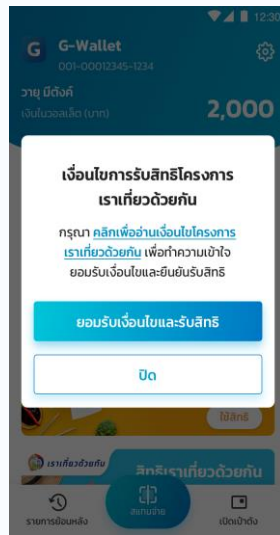 12:30
G G-Wallet
001-00012345-1234
วายุ มีตังค์
เงินในวอลเล็ต (บาท) 2,000
เงื่อนไขการรับสิทธิโครงการ
เราเที่ยวด้วยกัน
กรุณา คลิกเพื่ออ่านเงื่อนไขโครงการ
เราเที่ยวด้วยกัน เพื่อทำความเข้าใจ
ยอมรับเงื่อนไขและยืนยันรับสิทธิ
ยอมรับเงื่อนไขและรับสิทธิ
ปิด
ใช้สิทธิ
เราเที่ยวด้วยกัน สิทธิเราเที่ยวด้วยกัน
รายการย้อนหลัง สแกนจ่าย เปิดเป๋าตัง